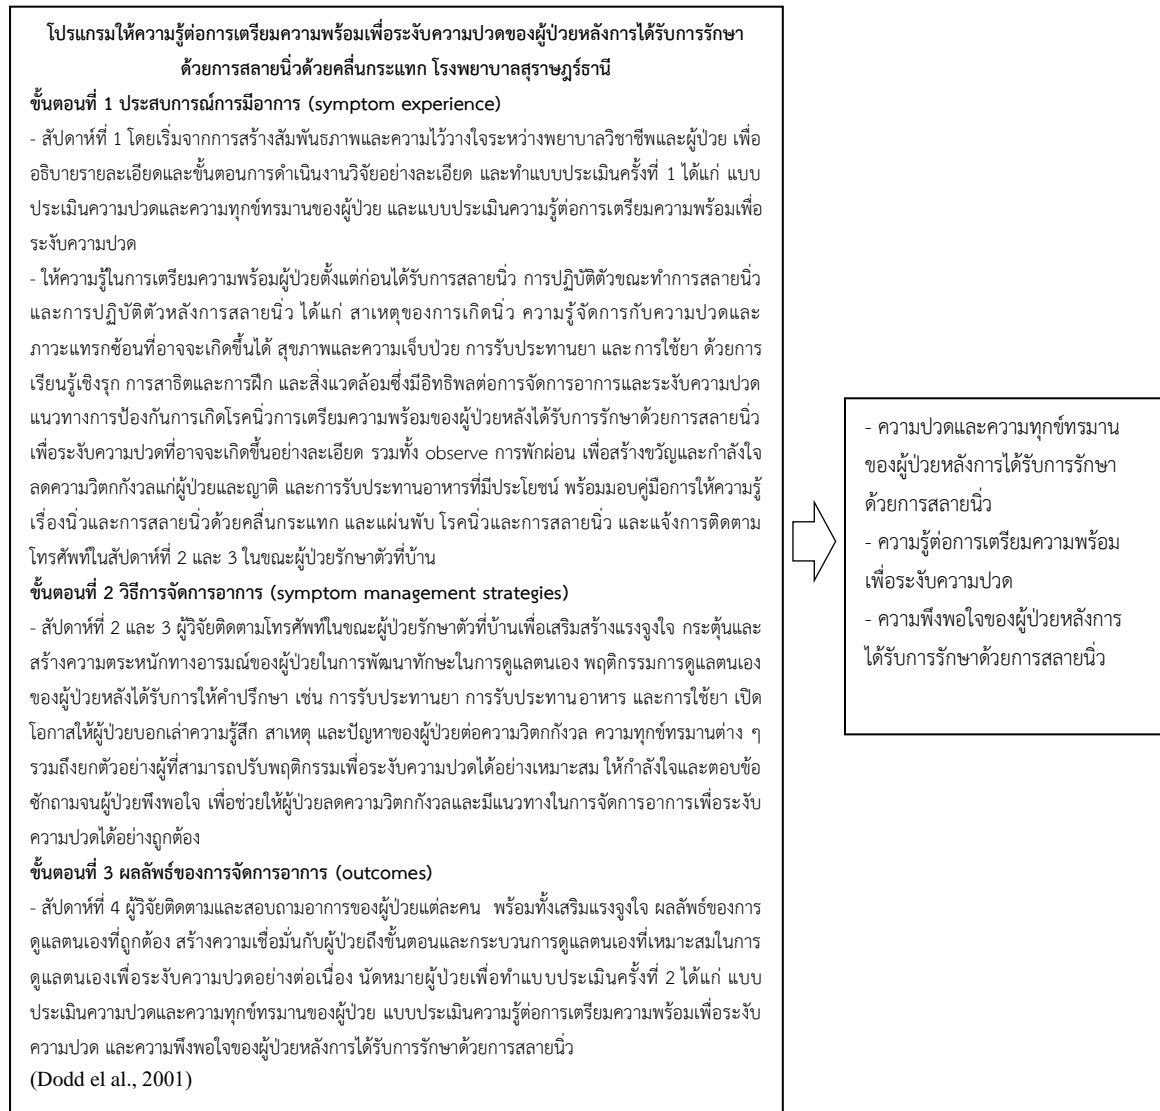 โปรแกรมให้ความรู้ต่อการเตรียมความพร้อมเพื่อระงับความปวดของผู้ป่วยหลังการได้รับการรักษา
ด้วยการสลายนิ่วด้วยคลื่นกระแทก โรงพยาบาลสุราษฎร์ธานี
ขั้นตอนที่ 1 ประสบการณ์การมีอาการ (symptom experience)
- สัปดาห์ที่ 1 โดยเริ่มจากการสร้างสัมพันธภาพและความไว้วางใจระหว่างพยาบาลวิชาชีพและผู้ป่วย เพื่อ
อธิบายรายละเอียดและขั้นตอนการดำเนินงานวิจัยอย่างละเอียด และทำแบบประเมินครั้งที่ 1 ได้แก่ แบบ
ประเมินความปวดและความทุกข์ทรมานของผู้ป่วย และแบบประเมินความรู้ต่อการเตรียมความพร้อมเพื่อ
ระงับความปวด
- ให้ความรู้ในการเตรียมความพร้อมผู้ป่วยตั้งแต่ก่อนได้รับการสลายนิ่ว การปฏิบัติตัวขณะทำการสลายนิ่ว
และการปฏิบัติตัวหลังการสลายนิ่ว ได้แก่ สาเหตุของการเกิดนิ่ว ความรู้จัดการกับความปวดและ
ภาวะแทรกซ้อนที่อาจจะเกิดขึ้นได้ สุขภาพและความเจ็บป่วย การรับประทานยา และการใช้ยา ด้วยการ
เรียนรู้เชิงรุก การสาธิตและการฝึก และสิ่งแวดล้อมซึ่งมีอิทธิพลต่อการจัดการอาการและระงับความปวด
แนวทางการป้องกันการเกิดโรคนิ่วการเตรียมความพร้อมของผู้ป่วยหลังได้รับการรักษาด้วยการสลายนิ่ว
เพื่อระงับความปวดที่อาจจะเกิดขึ้นอย่างละเอียด รวมทั้ง observe การพักผ่อน เพื่อสร้างขวัญและกำลังใจ
ลดความวิตกกังวลแก่ผู้ป่วยและญาติ และการรับประทานอาหารที่มีประโยชน์ พร้อมมอบคู่มือการให้ความรู้
เรื่องนิ่วและการสลายนิ่วด้วยคลื่นกระแทก และแผ่นพับ โรคนิ่วและการสลายนิ่ว และแจ้งการติดตาม
โทรศัพท์ในสัปดาห์ที่ 2 และ 3 ในขณะผู้ป่วยรักษาตัวที่บ้าน
ขั้นตอนที่ 2 วิธีการจัดการอาการ (symptom management strategies)
- สัปดาห์ที่ 2 และ 3 ผู้วิจัยติดตามโทรศัพท์ในขณะผู้ป่วยรักษาตัวที่บ้านเพื่อเสริมสร้างแรงจูงใจ กระตุ้นและ
สร้างความตระหนักทางอารมณ์ของผู้ป่วยในการพัฒนาทักษะในการดูแลตนเอง พฤติกรรมการดูแลตนเอง
ของผู้ป่วยหลังได้รับการให้คำปรึกษา เช่น การรับประทานยา การรับประทานอาหาร และการใช้ยา เปิด
โอกาสให้ผู้ป่วยบอกเล่าความรู้สึก สาเหตุ และปัญหาของผู้ป่วยต่อความวิตกกังวล ความทุกข์ทรมานต่าง ๆ
รวมถึงยกตัวอย่างผู้ที่สามารถปรับพฤติกรรมเพื่อระงับความปวดได้อย่างเหมาะสม ให้กำลังใจและตอบข้อ
ซักถามจนผู้ป่วยพึงพอใจ เพื่อช่วยให้ผู้ป่วยลดความวิตกกังวลและมีแนวทางในการจัดการอาการเพื่อระงับ
ความปวดได้อย่างถูกต้อง
ขั้นตอนที่ 3 ผลลัพธ์ของการจัดการอาการ (outcomes)
- สัปดาห์ที่ 4 ผู้วิจัยติดตามและสอบถามอาการของผู้ป่วยแต่ละคน พร้อมทั้งเสริมแรงจูงใจ ผลลัพธ์ของการ
ดูแลตนเองที่ถูกต้อง สร้างความเชื่อมั่นกับผู้ป่วยถึงขั้นตอนและกระบวนการดูแลตนเองที่เหมาะสมในการ
ดูแลตนเองเพื่อระงับความปวดอย่างต่อเนื่อง นัดหมายผู้ป่วยเพื่อทำแบบประเมินครั้งที่ 2 ได้แก่ แบบ
ประเมินความปวดและความทุกข์ทรมานของผู้ป่วย แบบประเมินความรู้ต่อการเตรียมความพร้อมเพื่อระงับ
ความปวด และความพึงพอใจของผู้ป่วยหลังการได้รับการรักษาด้วยการสลายนิ่ว
(Dodd el al., 2001)
- ความปวดและความทุกข์ทรมาน
ของผู้ป่วยหลังการได้รับการรักษา
ด้วยการสลายนิ่ว
- ความรู้ต่อการเตรียมความพร้อม
เพื่อระงับความปวด
- ความพึงพอใจของผู้ป่วยหลังการ
ได้รับการรักษาด้วยการสลายนิ่ว